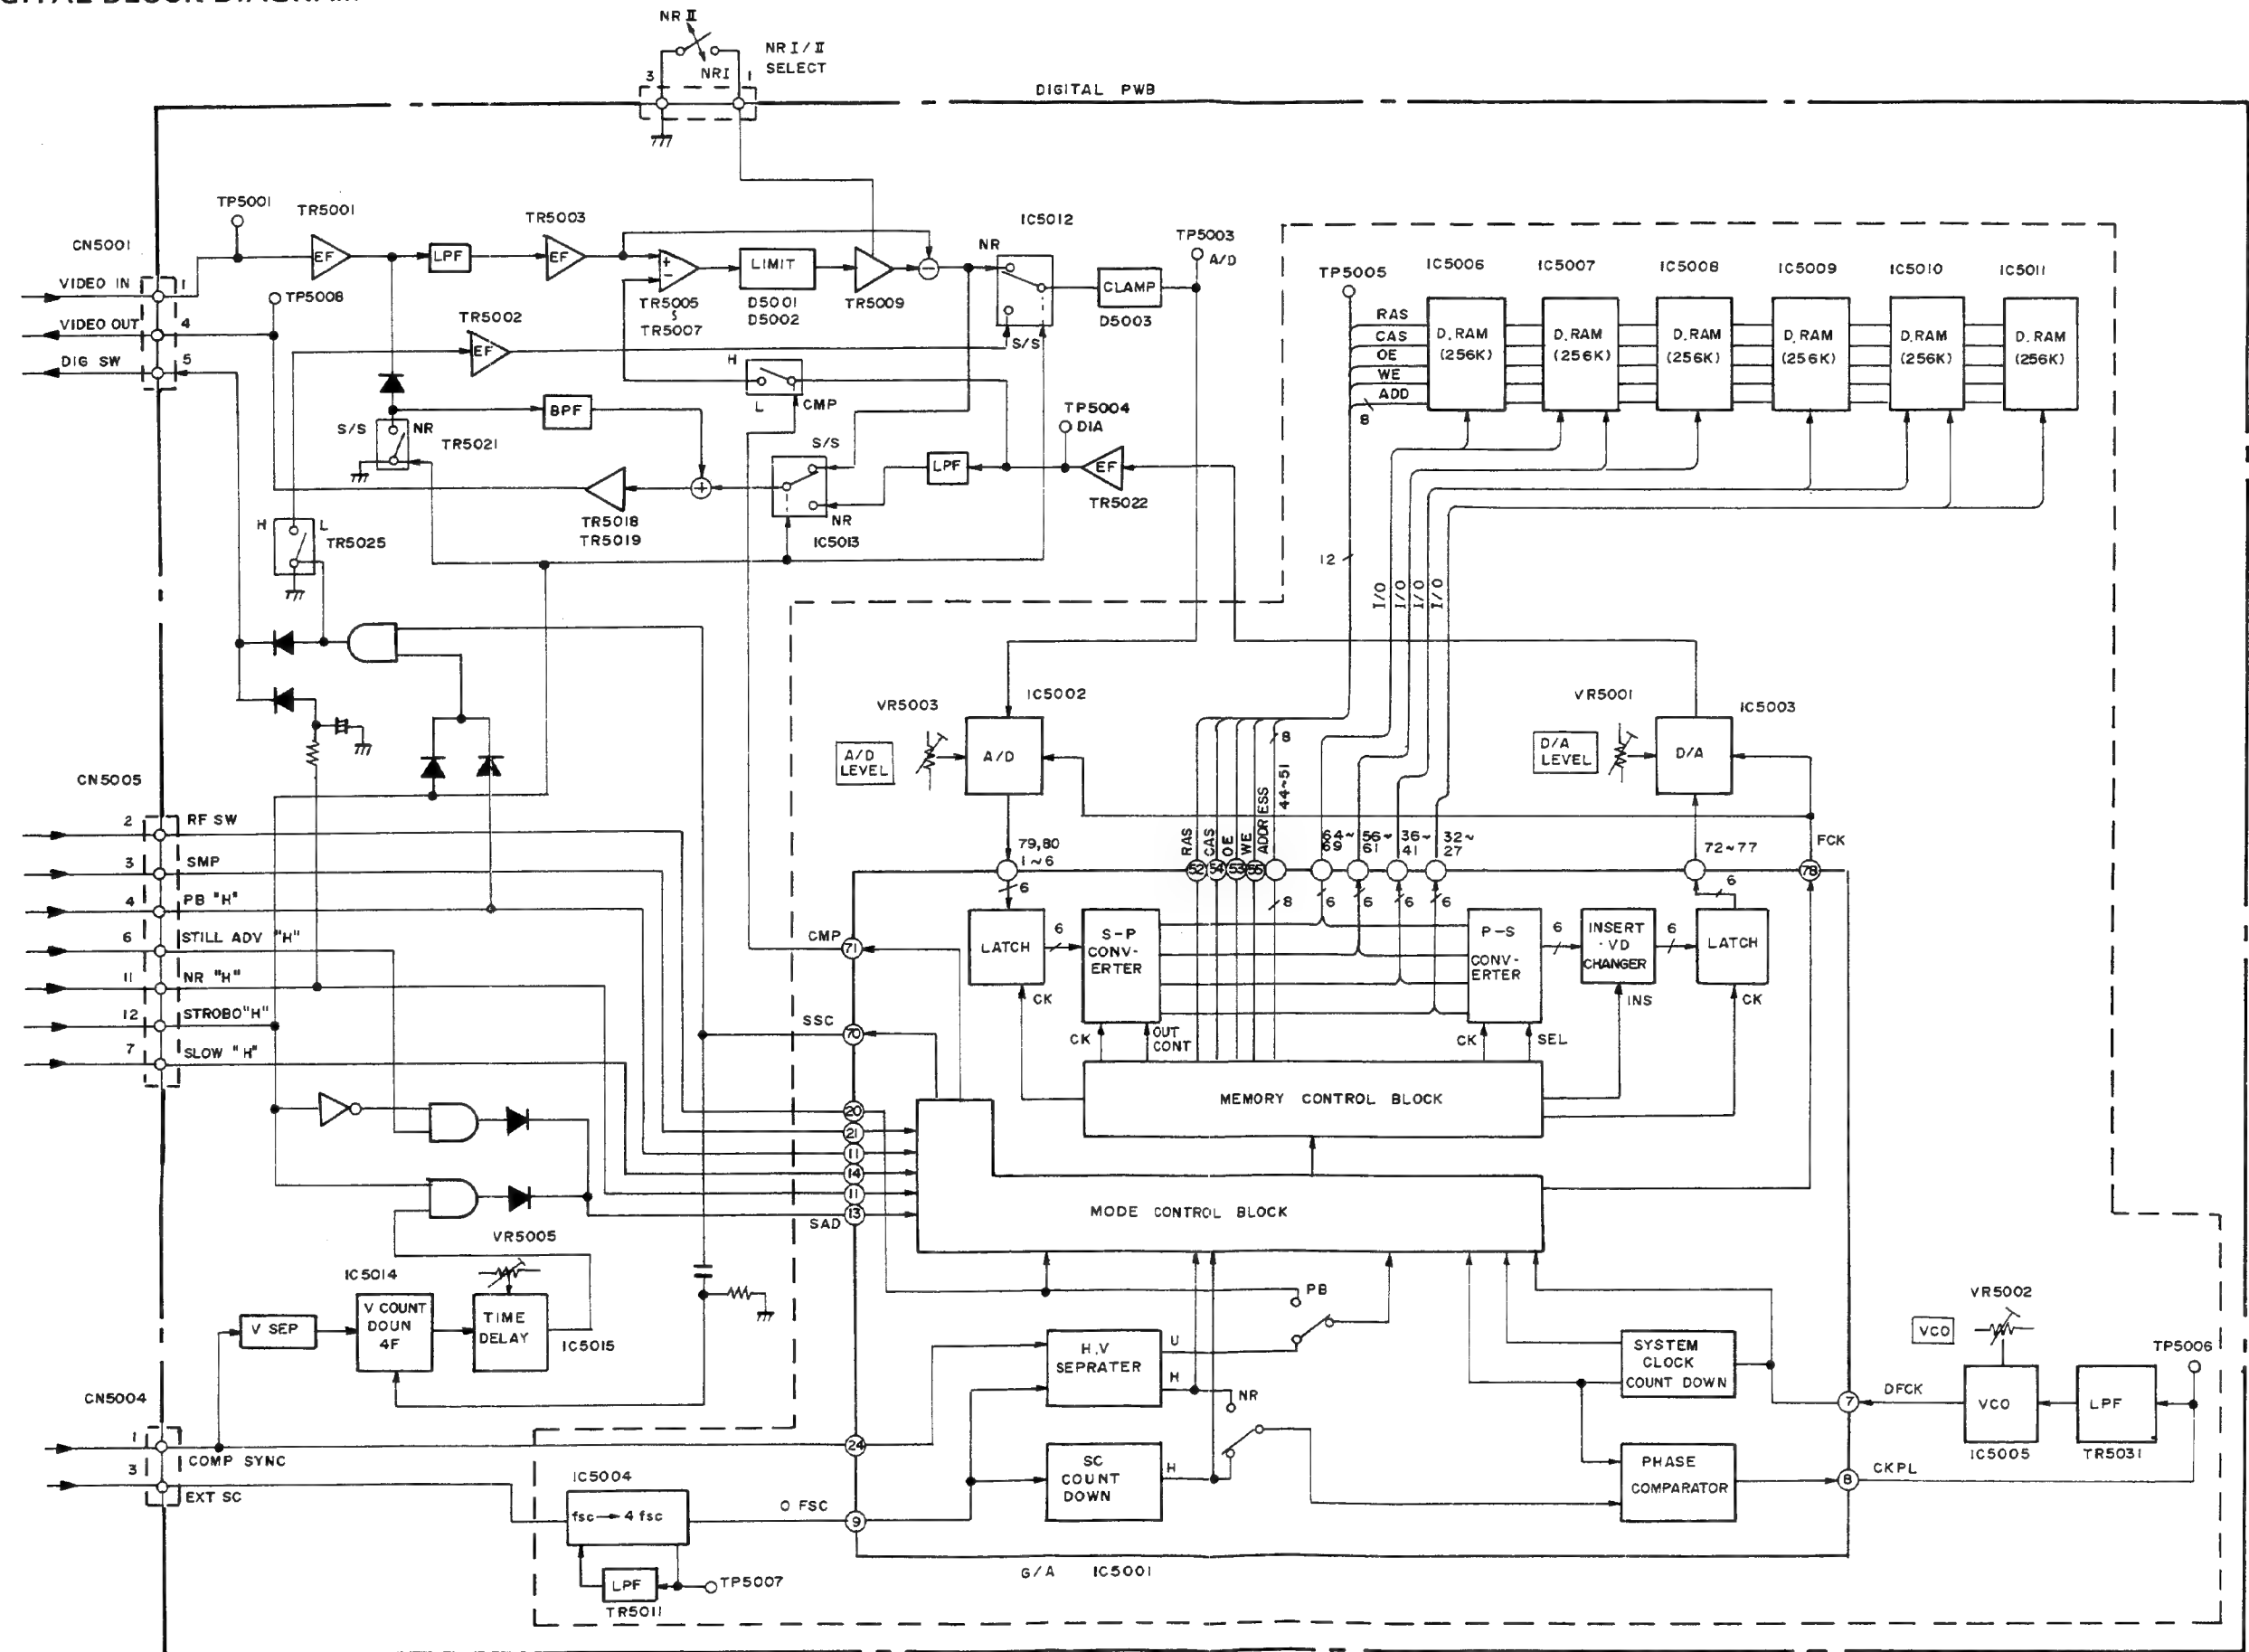 NR II
NR I / II
SELECT
3
NRI
1
DIGITAL PWB
TP5001
TR5001
TR5003
IC5012
CN5001
EF
LPF
EF
+
−
LIMIT
−
NR
TP5003
A/D
VIDEO IN
1
TP5008
TR5005
TR5007
D5001
D5002
TR5009
CLAMP
D5003
TP5005
IC5006
IC5007
IC5008
IC5009
IC5010
IC5011
VIDEO OUT
4
TR5002
EF
S/S
RAS
CAS
OE
WE
ADD
8
D.RAM
(256K)
D.RAM
(256K)
D.RAM
(256K)
D.RAM
(256K)
D.RAM
(256K)
D.RAM
(256K)
DIG SW
5
H
L
CMP
TP5004
DIA
BPF
S/S
NR
TR5021
S/S
LPF
EF
TR5022
+
TR5018
TR5019
NR
IC5013
H
L
TR5025
12
I/O
I/O
I/O
I/O
VR5003
A/D
LEVEL
IC5002
A/D
8
VR5001
D/A
LEVEL
IC5003
D/A
CN5005
2
RF SW
3
SMP
4
PB "H"
6
STILL ADV "H"
11
NR "H"
12
STROBO"H"
7
SLOW "H"
79,80
1~6
RAS
CAS
OE
WE
ADDRESS
44~51
64~
69
56~
61
36~
41
32~
27
72~77
FCK
52
54
53
55
78
6
8
6
6
6
6
6
CMP
71
LATCH
6
S-P
CONV-
ERTER
P-S
CONV-
ERTER
6
INSERT
-VD
CHANGER
6
LATCH
CK
INS
CK
SSC
70
CK
OUT
CONT
CK
SEL
MEMORY CONTROL BLOCK
20
21
11
14
11
SAD
13
MODE CONTROL BLOCK
VR5005
IC5014
V SEP
V COUNT
DOUN
4F
TIME
DELAY
IC5015
PB
H.V
SEPRATER
U
H
NR
SYSTEM
CLOCK
COUNT DOWN
VR5002
VCO
TP5006
DFCK
7
VCO
IC5005
LPF
TR5031
CN5004
1
COMP SYNC
24
3
EXT SC
IC5004
fsc → 4 fsc
O FSC
9
SC
COUNT
DOWN
H
PHASE
COMPARATOR
8
CKPL
LPF
TR5011
TP5007
G/A IC5001